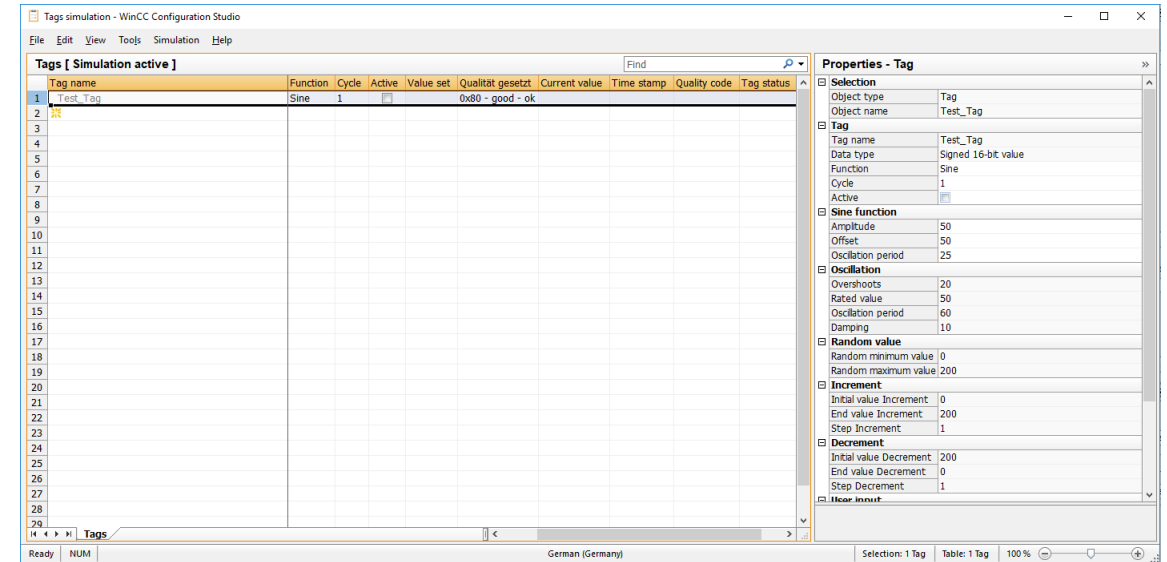 Tags simulation - WinCC Configuration Studio
File Edit View Tools Simulation Help
Tags [ Simulation active ] Find
Tag name Function Cycle Active Value set Qualität gesetzt Current value Time stamp Quality code Tag status
1 Test_Tag Sine 1 0x80 - good - ok
2
3
4
5
6
7
8
9
10
11
12
13
14
15
16
17
18
19
20
21
22
23
24
25
26
27
28
29
Tags
Properties - Tag »
Selection
Object type Tag
Object name Test_Tag
Tag
Tag name Test_Tag
Data type Signed 16-bit value
Function Sine
Cycle 1
Active
Sine function
Amplitude 50
Offset 50
Oscillation period 25
Oscillation
Overshoots 20
Rated value 50
Oscillation period 60
Damping 10
Random value
Random minimum value 0
Random maximum value 200
Increment
Initial value Increment 0
End value Increment 200
Step Increment 1
Decrement
Initial value Decrement 200
End value Decrement 0
Step Decrement 1
User input
Ready NUM German (Germany) Selection: 1 Tag Table: 1 Tag 100 %